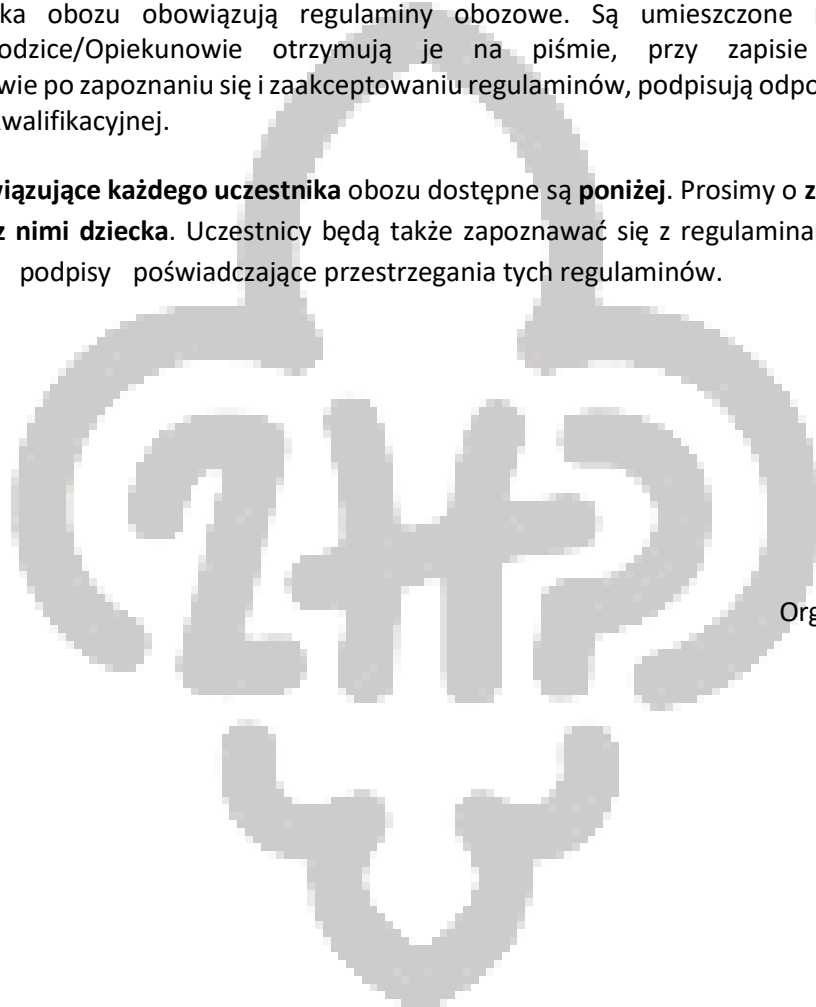 ka obozu obowiązują regulaminy obozowe. Są umieszczone
odzice/Opiekunowie otrzymują je na piśmie, przy zapisie
wie po zapoznaniu się i zaakceptowaniu regulaminów, podpisują odpo
walifikacyjnej.
wiązujące każdego uczestnika obozu dostępne są poniżej. Prosimy o z
z nimi dziecka. Uczestnicy będą także zapoznawać się z regulamina
podpisy poświadczające przestrzegania tych regulaminów.
ZHP
Org